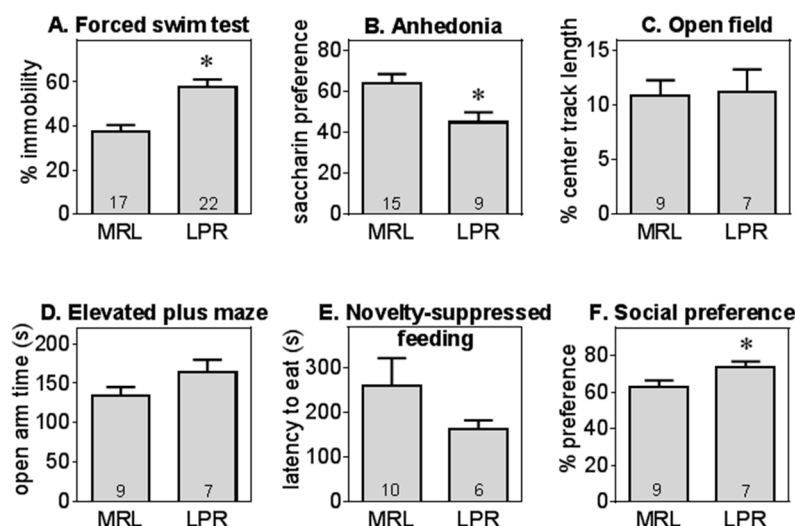 A. Forced swim test
% immobility
60
40
20
0
*
17
22
MRL LPR
B. Anhedonia
saccharin preference
80
60
40
20
0
*
15
9
MRL LPR
C. Open field
% center track length
15
10
5
0
9
7
MRL LPR
D. Elevated plus maze
open arm time (s)
200
150
100
50
0
9
7
MRL LPR
E. Novelty-suppressed
feeding
latency to eat (s)
300
200
100
0
10
6
MRL LPR
F. Social preference
% preference
80
60
40
20
0
*
9
7
MRL LPR